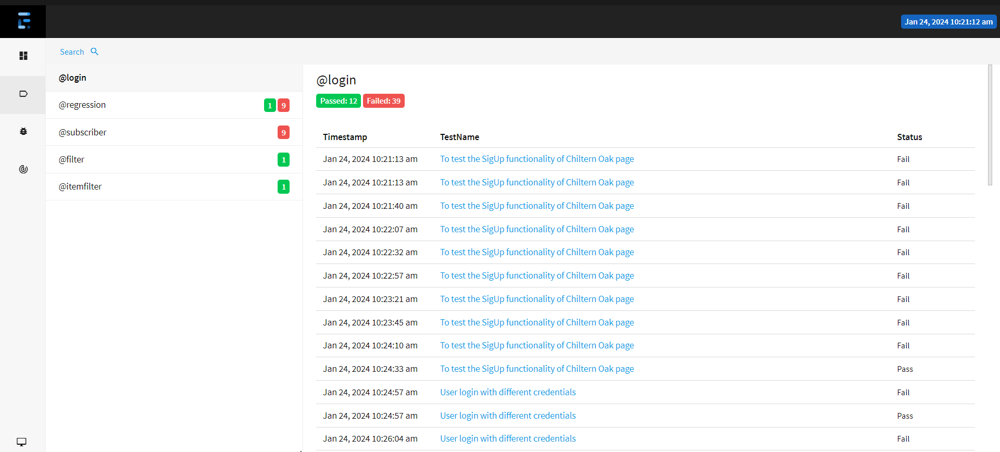 Jan 24, 2024 10:21:12 am
Search
@login
@regression 1 9
@subscriber 9
@filter 1
@itemfilter 1
@login
Passed: 12 Failed: 39
Timestamp TestName Status
Jan 24, 2024 10:21:13 am To test the SigUp functionality of Chiltern Oak page Fail
Jan 24, 2024 10:21:13 am To test the SigUp functionality of Chiltern Oak page Fail
Jan 24, 2024 10:21:40 am To test the SigUp functionality of Chiltern Oak page Fail
Jan 24, 2024 10:22:07 am To test the SigUp functionality of Chiltern Oak page Fail
Jan 24, 2024 10:22:32 am To test the SigUp functionality of Chiltern Oak page Fail
Jan 24, 2024 10:22:57 am To test the SigUp functionality of Chiltern Oak page Fail
Jan 24, 2024 10:23:21 am To test the SigUp functionality of Chiltern Oak page Fail
Jan 24, 2024 10:23:45 am To test the SigUp functionality of Chiltern Oak page Fail
Jan 24, 2024 10:24:10 am To test the SigUp functionality of Chiltern Oak page Fail
Jan 24, 2024 10:24:33 am To test the SigUp functionality of Chiltern Oak page Pass
Jan 24, 2024 10:24:57 am User login with different credentials Fail
Jan 24, 2024 10:24:57 am User login with different credentials Pass
Jan 24, 2024 10:26:04 am User login with different credentials Fail